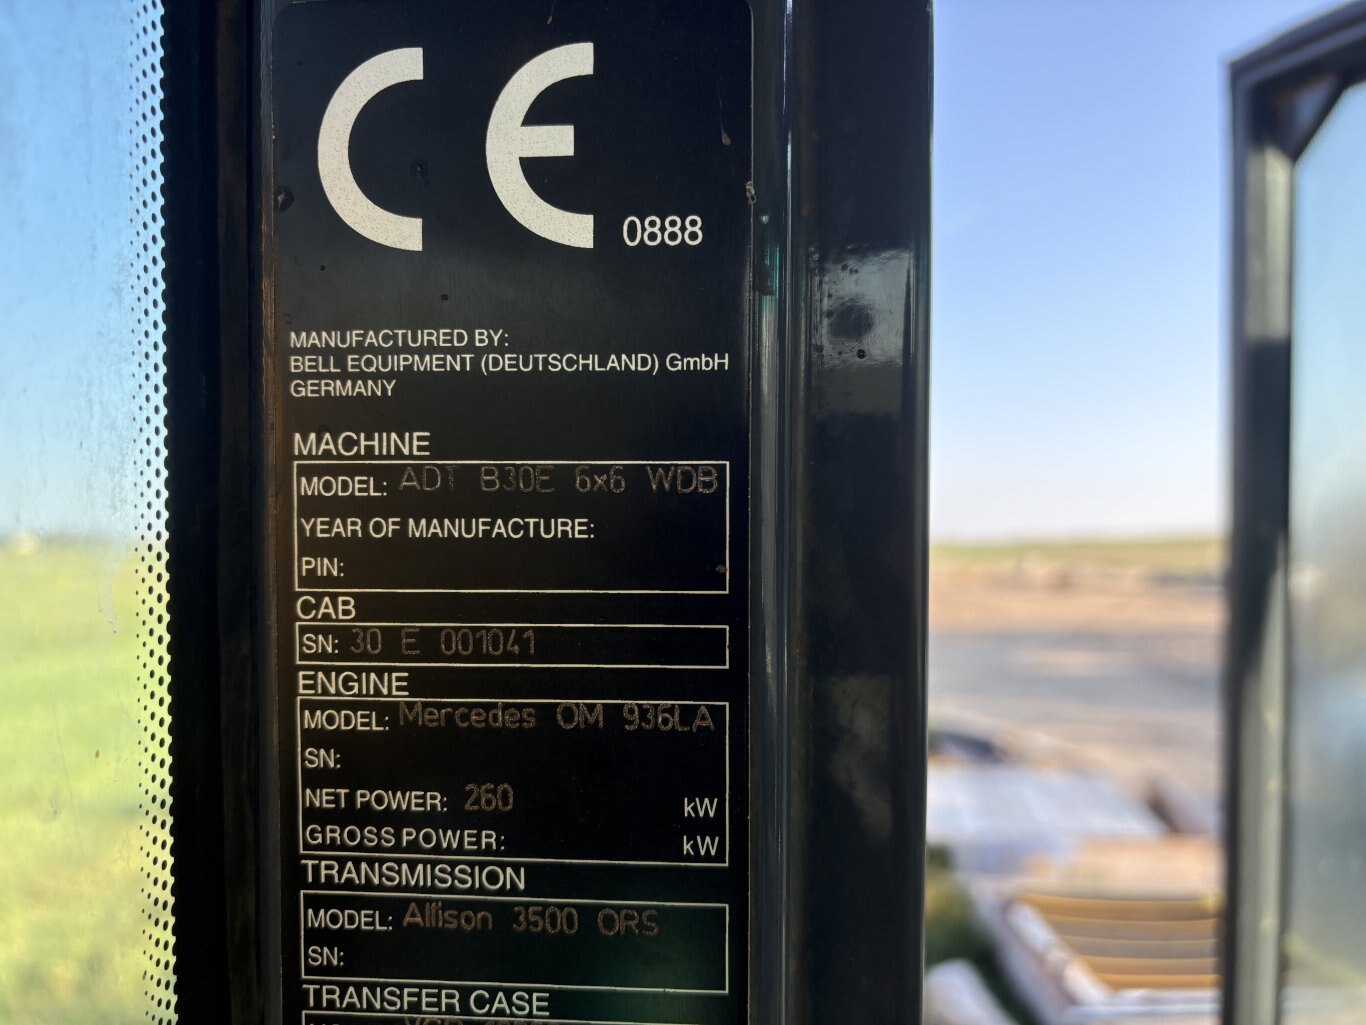 CE
0888
MANUFACTURED BY:
BELL EQUIPMENT (DEUTSCHLAND) GmbH
GERMANY
MACHINE
MODEL: ADT B30E 6x6 WDB
YEAR OF MANUFACTURE:
PIN:
CAB
SN: 30 E 001041
ENGINE
MODEL: Mercedes OM 936LA
SN:
NET POWER: 260 kW
GROSS POWER: kW
TRANSMISSION
MODEL: Allison 3500 ORS
SN:
TRANSFER CASE